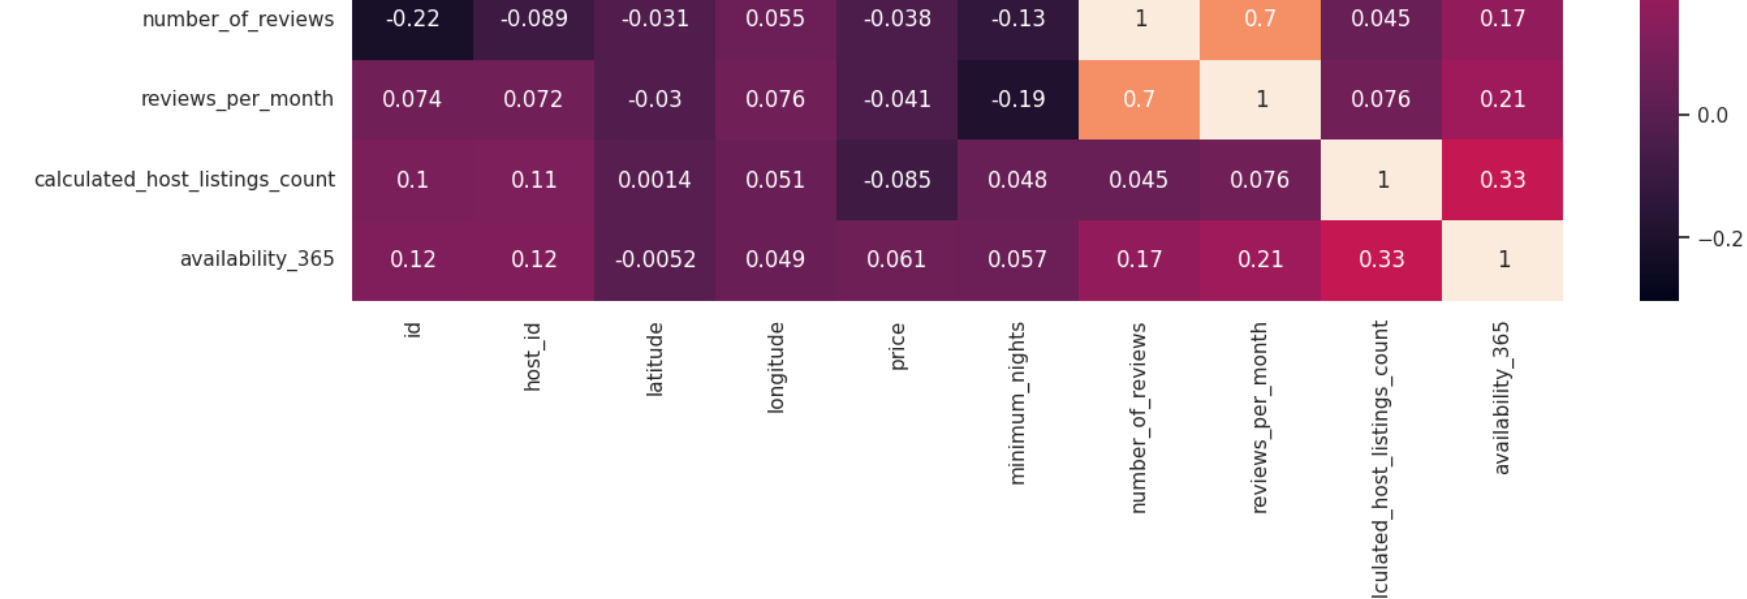 number_of_reviews -0.22 -0.089 -0.031 0.055 -0.038 -0.13 1 0.7 0.045 0.17
reviews_per_month 0.074 0.072 -0.03 0.076 -0.041 -0.19 0.7 1 0.076 0.21
calculated_host_listings_count 0.1 0.11 0.0014 0.051 -0.085 0.048 0.045 0.076 1 0.33
availability_365 0.12 0.12 -0.0052 0.049 0.061 0.057 0.17 0.21 0.33 1
id
host_id
latitude
longitude
price
minimum_nights
number_of_reviews
reviews_per_month
lculated_host_listings_count
availability_365
0.0
−0.2